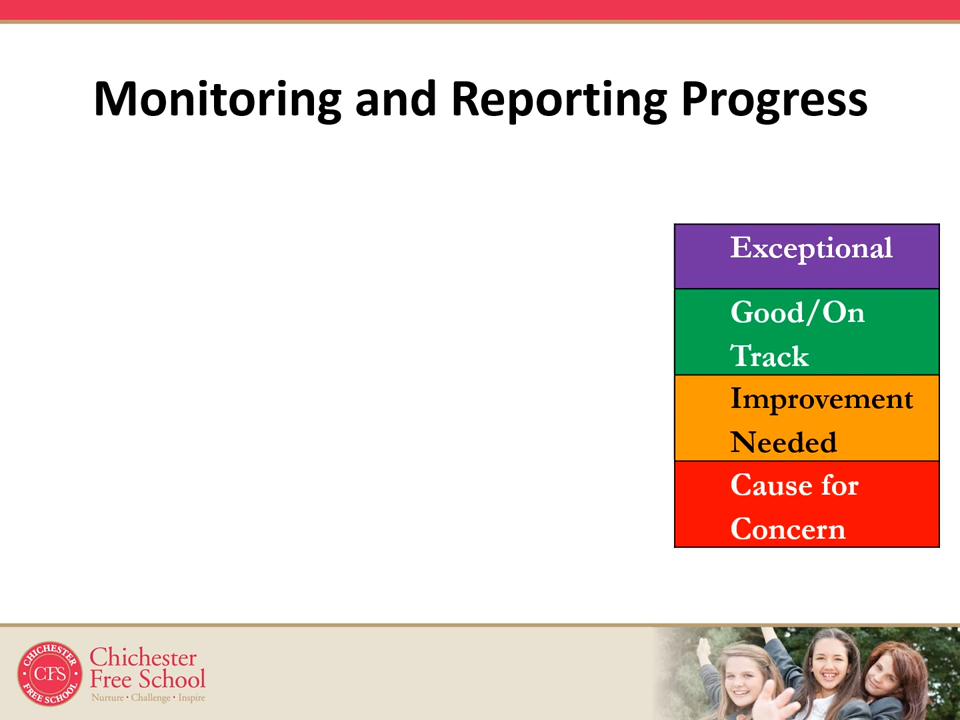 Monitoring and Reporting Progress
Exceptional
Good/On
Track
Improvement
Needed
Cause for
Concern
CHICHESTER
CFS
FREE SCHOOL
Chichester
Free School
Nurture • Challenge • Inspire